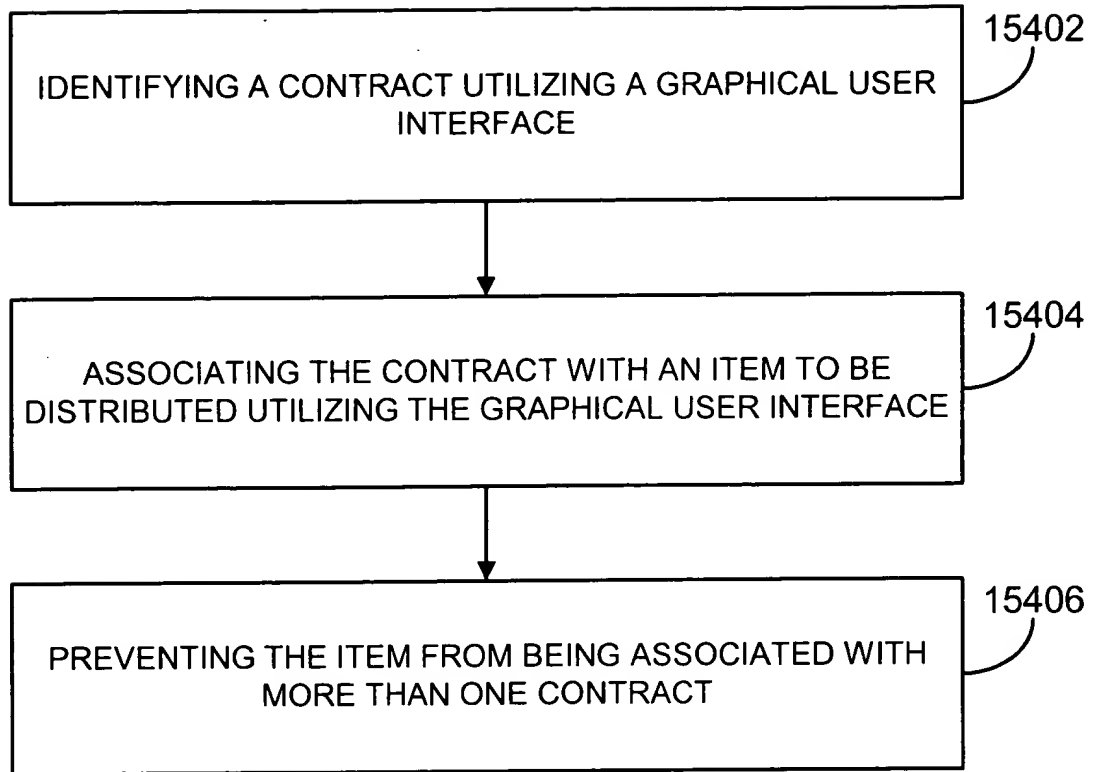 15402
IDENTIFYING A CONTRACT UTILIZING A GRAPHICAL USER
INTERFACE
15404
ASSOCIATING THE CONTRACT WITH AN ITEM TO BE
DISTRIBUTED UTILIZING THE GRAPHICAL USER INTERFACE
15406
PREVENTING THE ITEM FROM BEING ASSOCIATED WITH
MORE THAN ONE CONTRACT